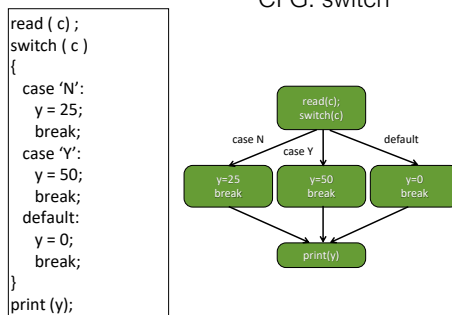 CFG: switch
read ( c) ;
switch ( c )
{
case ‘N’:
y = 25;
break;
case ‘Y’:
y = 50;
break;
default:
y = 0;
break;
}
print (y);
read(c);
switch(c)
case N
case Y
default
y=25
break
y=50
break
y=0
break
print(y)